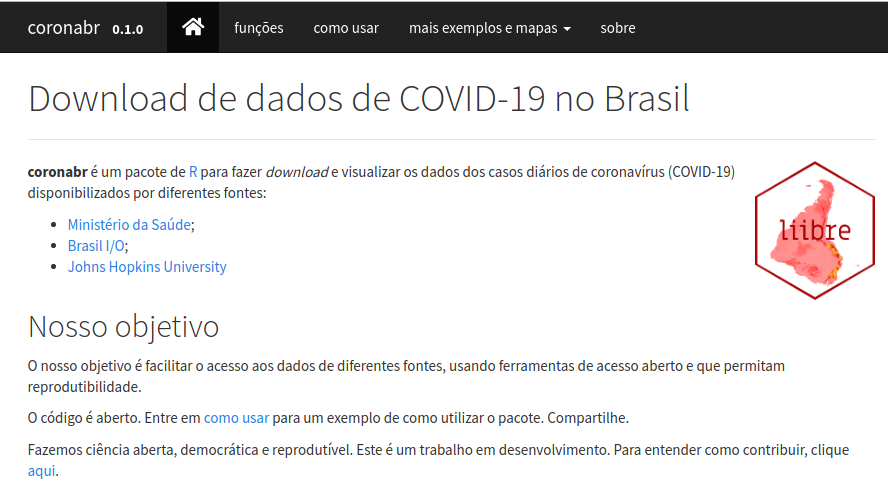 coronabr 0.1.0 funções como usar mais exemplos e mapas sobre
Download de dados de COVID-19 no Brasil
coronabr é um pacote de R para fazer download e visualizar os dados dos casos diários de coronavírus (COVID-19)
disponibilizados por diferentes fontes:
Ministério da Saúde;
Brasil I/O;
Johns Hopkins University
liibre
Nosso objetivo
O nosso objetivo é facilitar o acesso aos dados de diferentes fontes, usando ferramentas de acesso aberto e que permitam
reprodutibilidade.
O código é aberto. Entre em como usar para um exemplo de como utilizar o pacote. Compartilhe.
Fazemos ciência aberta, democrática e reprodutível. Este é um trabalho em desenvolvimento. Para entender como contribuir, clique
aqui.